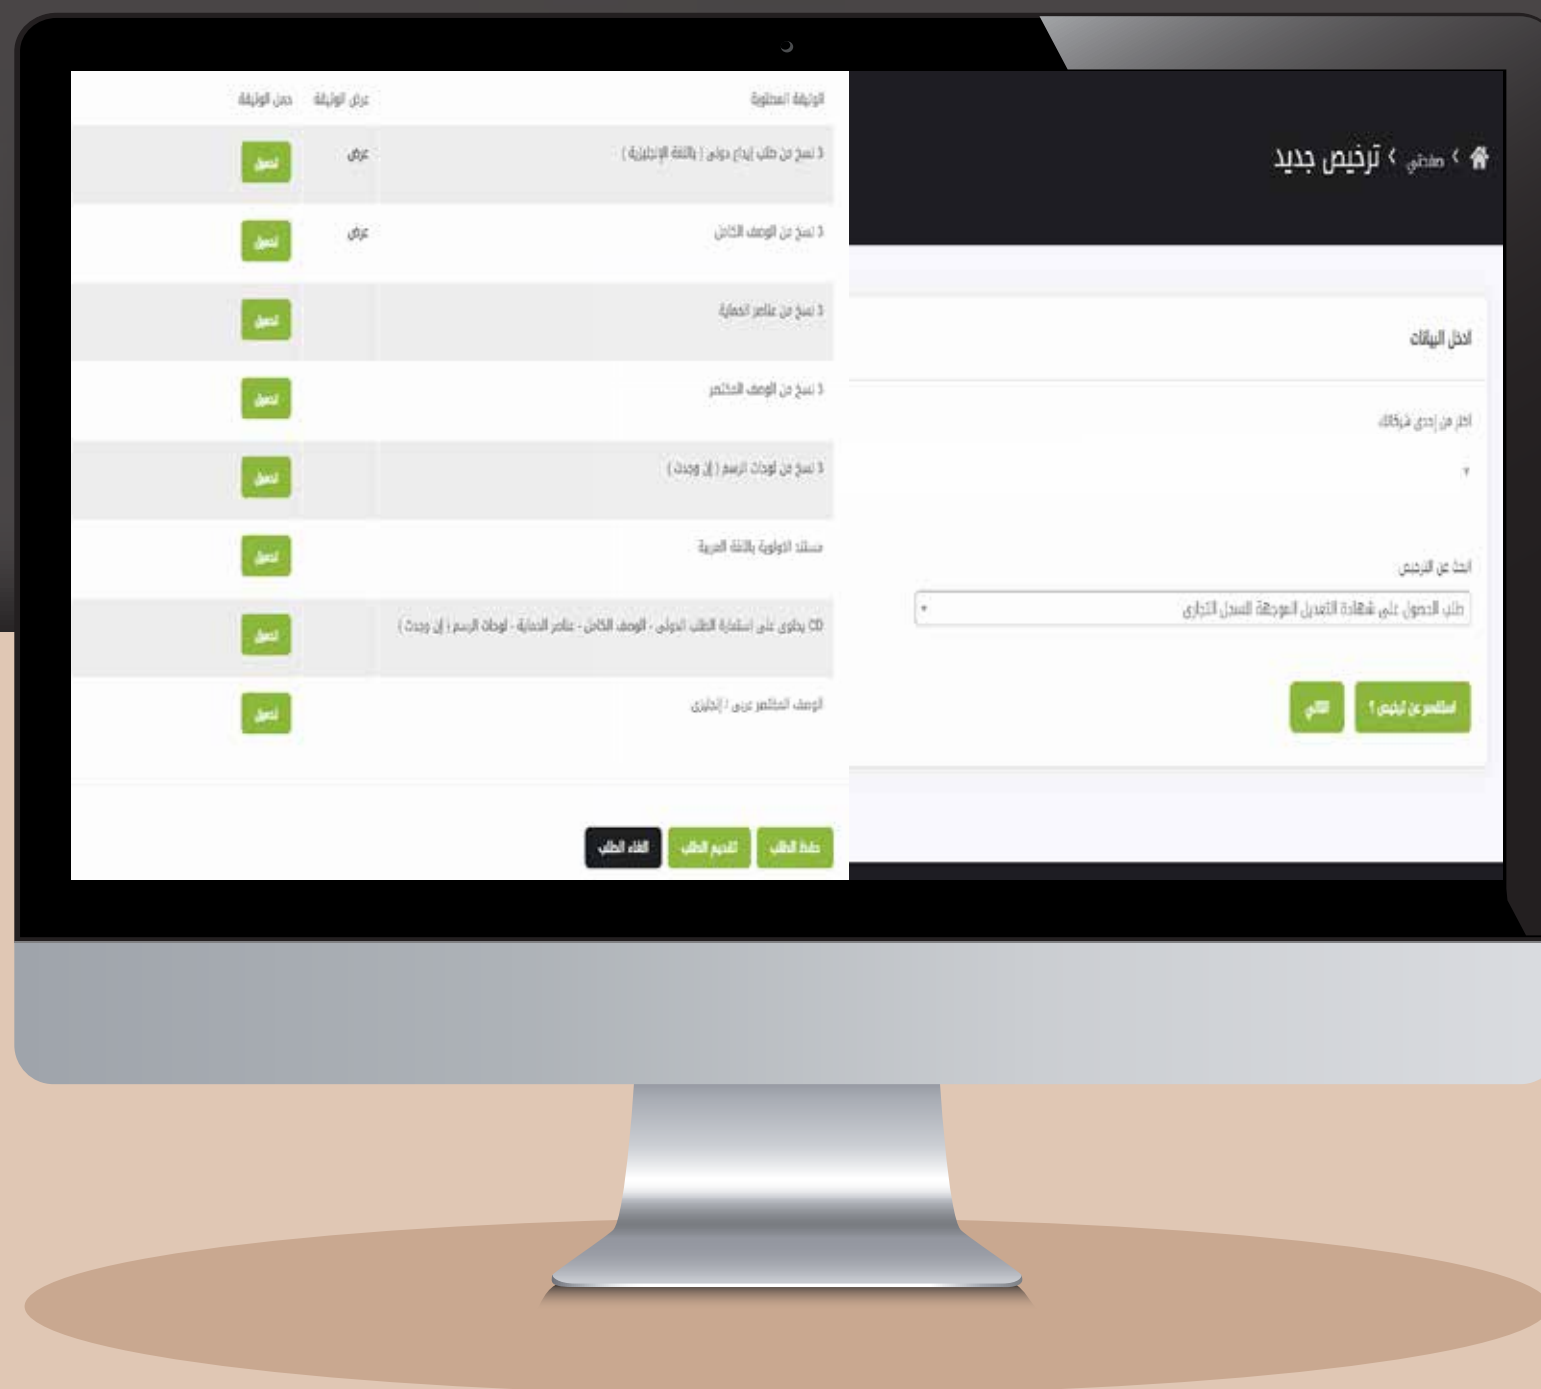 صفحتي › ترخيص جديد
ادخل البيانات
اختر من إحدى شركاتك
ابحث عن الترخيص
طلب الحصول على شهادة التعديل الموجهة للسجل التجارى
استفسر عن ترخيص ؟
التالي
الوثيقة المطلوبة عرض الوثيقة حمل الوثيقة
3 نسخ من طلب إيداع دولى ( باللغة الإنجليزية ) عرض تحميل
3 نسخ من الوصف الكامل عرض تحميل
3 نسخ من عناصر الحماية تحميل
3 نسخ من الوصف المختصر تحميل
3 نسخ من لوحات الرسم ( إن وجدت ) تحميل
مستند الاولوية باللغة العربية تحميل
CD يحتوى على استمارة الطلب الدولى - الوصف الكامل - عناصر الحماية - لوحات الرسم ( إن وجدت ) تحميل
الوصف المختصر عربى / إنجليزى تحميل
حفظ الطلب تقديم الطلب الغاء الطلب